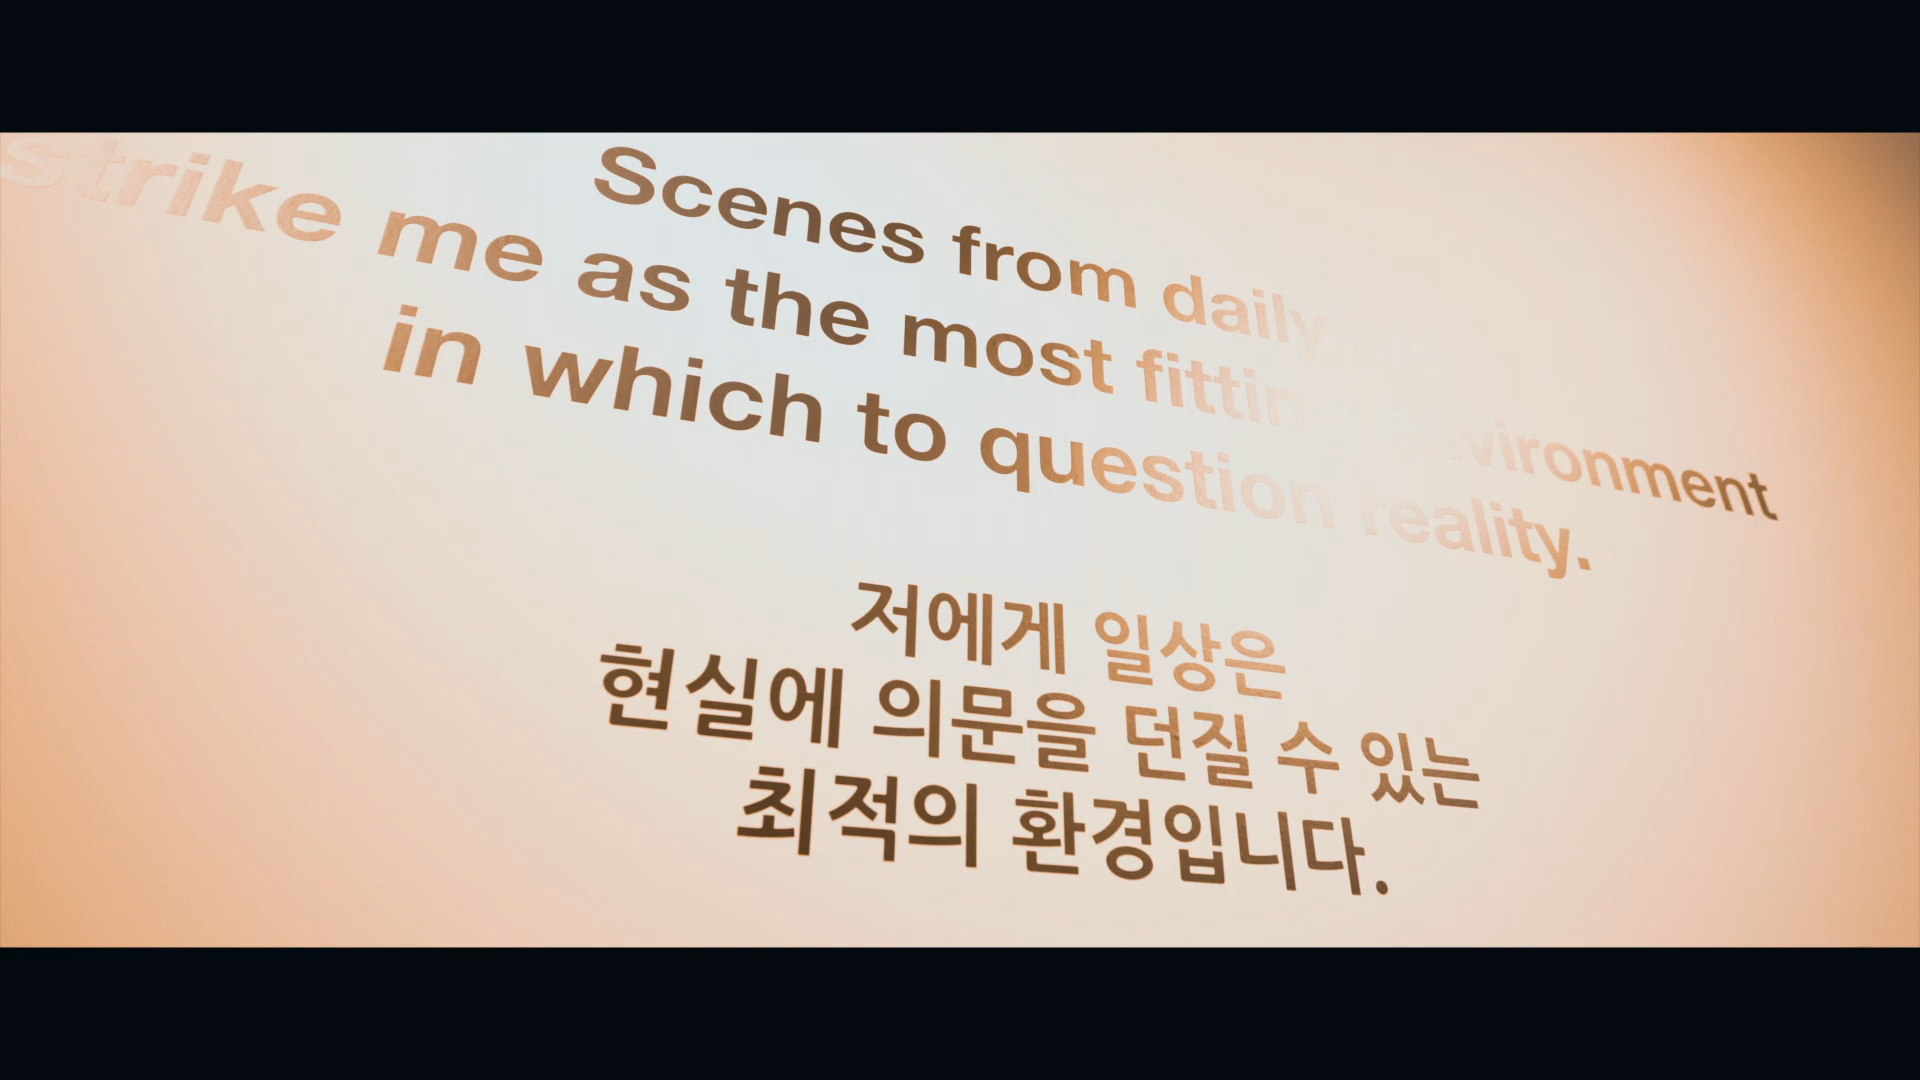 Scenes from daily
strike me as the most fitting environment
in which to question reality.
저에게 일상은
현실에 의문을 던질 수 있는
최적의 환경입니다.